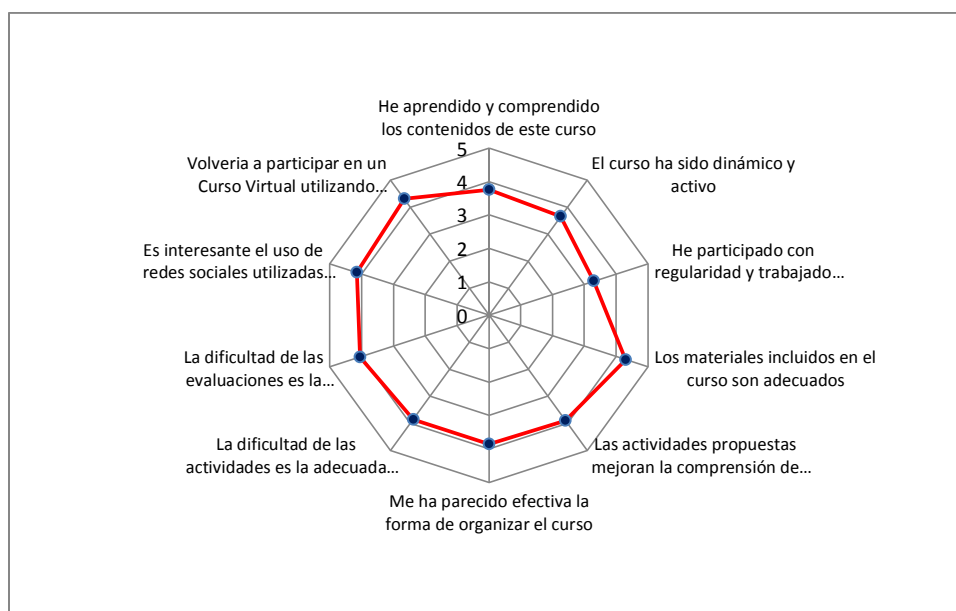 He aprendido y comprendido
los contenidos de este curso
El curso ha sido dinámico y
activo
He participado con
regularidad y trabajado...
Los materiales incluidos en el
curso son adecuados
Las actividades propuestas
mejoran la comprensión de...
Me ha parecido efectiva la
forma de organizar el curso
La dificultad de las
actividades es la adecuada...
La dificultad de las
evaluaciones es la...
Es interesante el uso de
redes sociales utilizadas...
Volveria a participar en un
Curso Virtual utilizando...
5
4
3
2
1
0